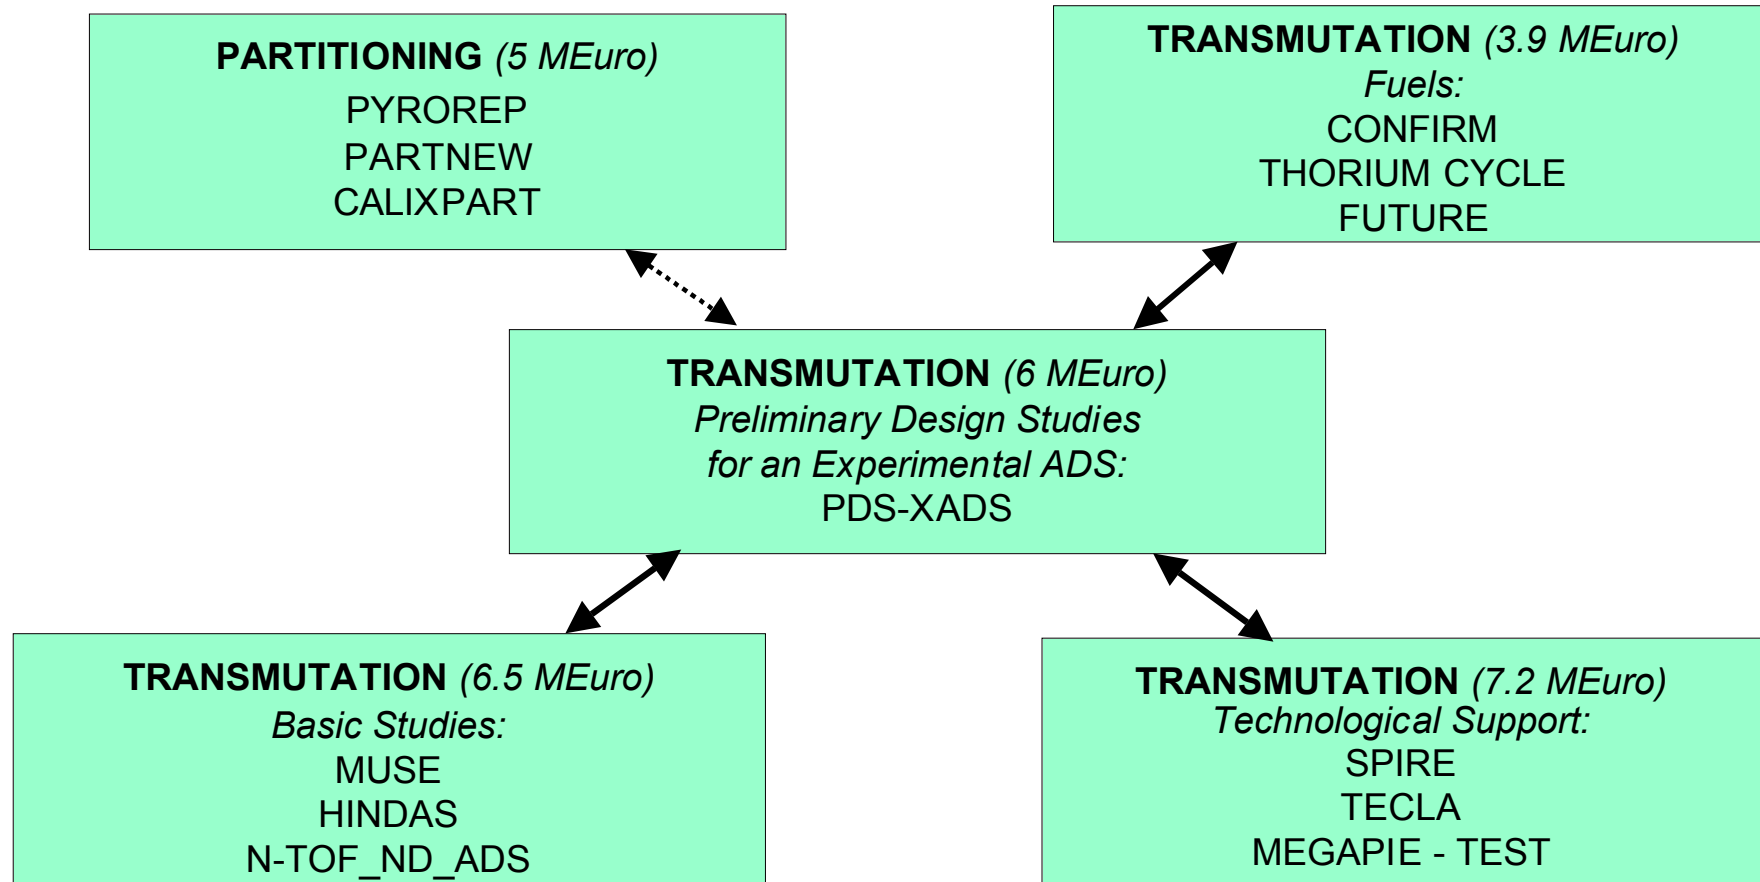 PARTITIONING (5 MEuro)
PYROREP
PARTNEW
CALIXPART
TRANSMUTATION (3.9 MEuro)
Fuels:
CONFIRM
THORIUM CYCLE
FUTURE
TRANSMUTATION (6 MEuro)
Preliminary Design Studies
for an Experimental ADS:
PDS-XADS
TRANSMUTATION (6.5 MEuro)
Basic Studies:
MUSE
HINDAS
N-TOF_ND_ADS
TRANSMUTATION (7.2 MEuro)
Technological Support:
SPIRE
TECLA
MEGAPIE - TEST